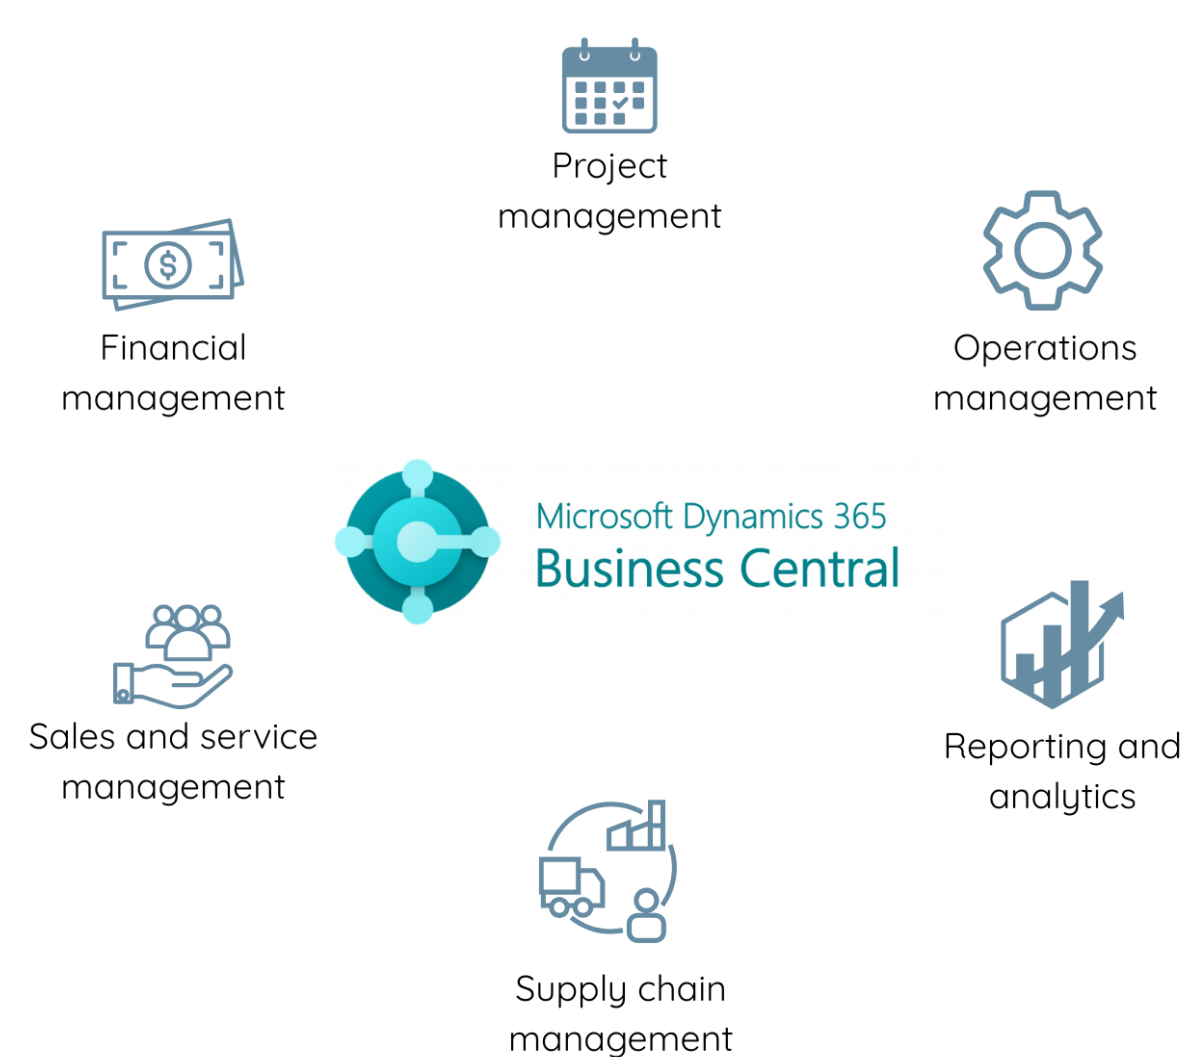 Project
management
Financial
management
Operations
management
Microsoft Dynamics 365
Business Central
Sales and service
management
Reporting and
analytics
Supply chain
management